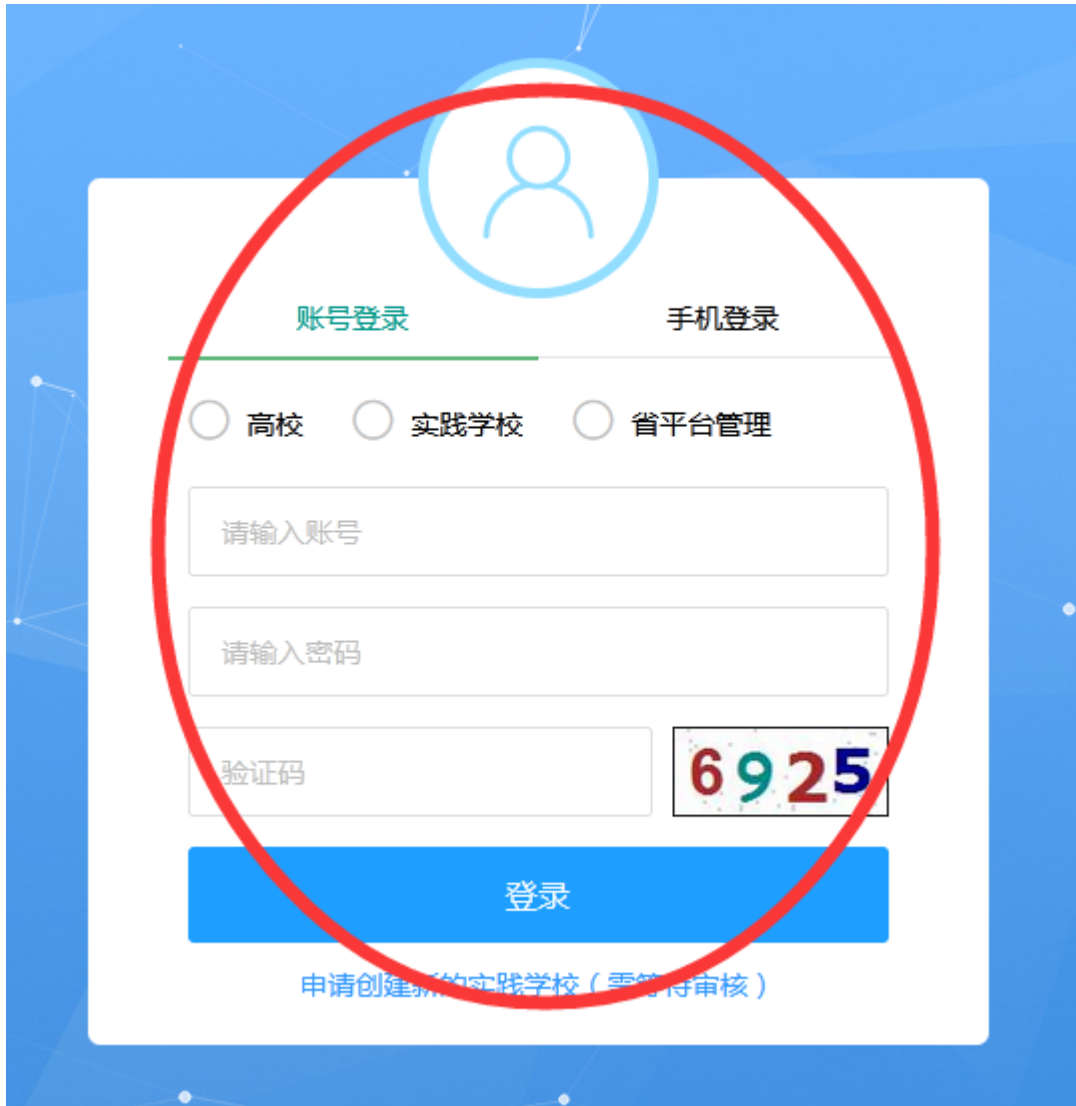 账号登录 手机登录
高校 实践学校 省平台管理
请输入账号
请输入密码
验证码 6925
登录
申请创建新的实践学校（需等待审核）